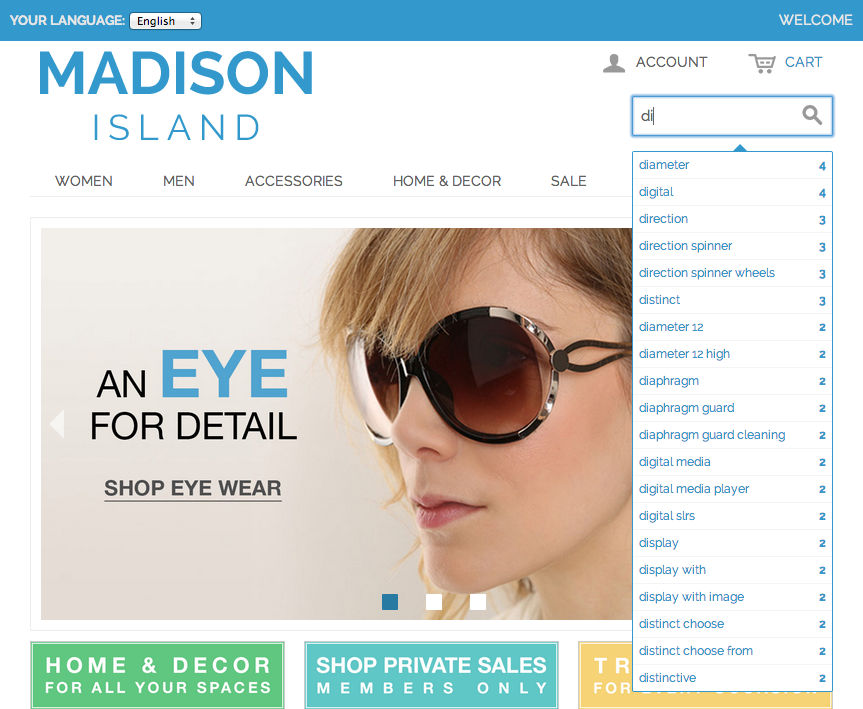 YOUR LANGUAGE: English WELCOME
MADISON
ISLAND
ACCOUNT CART
di
WOMEN MEN ACCESSORIES HOME & DECOR SALE
diameter 4
digital 4
direction 3
direction spinner 3
direction spinner wheels 3
distinct 3
diameter 12 2
diameter 12 high 2
diaphragm 2
diaphragm guard 2
diaphragm guard cleaning 2
digital media 2
digital media player 2
digital slrs 2
display 2
display with 2
display with image 2
distinct choose 2
distinct choose from 2
distinctive 2
AN EYE
FOR DETAIL
SHOP EYE WEAR
HOME & DECOR
FOR ALL YOUR SPACES
SHOP PRIVATE SALES
MEMBERS ONLY
FOR